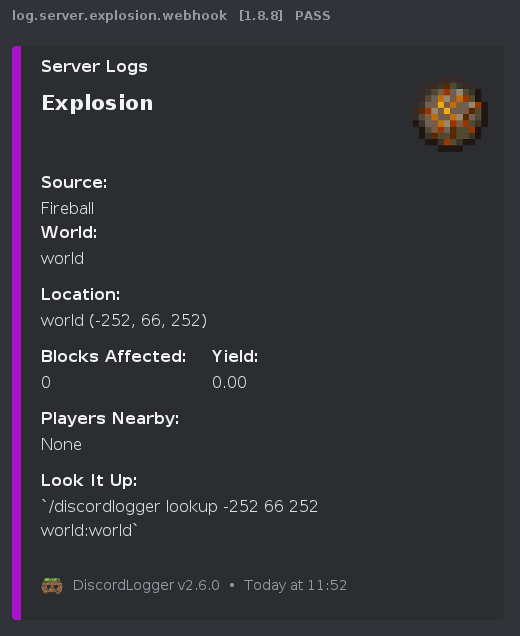 log.server.explosion.webhook [1.8.8] PASS
Server Logs
Explosion
Source:
Fireball
World:
world
Location:
world (-252, 66, 252)
Blocks Affected: Yield:
0 0.00
Players Nearby:
None
Look It Up:
`/discordlogger lookup -252 66 252
world:world`
DiscordLogger v2.6.0 • Today at 11:52